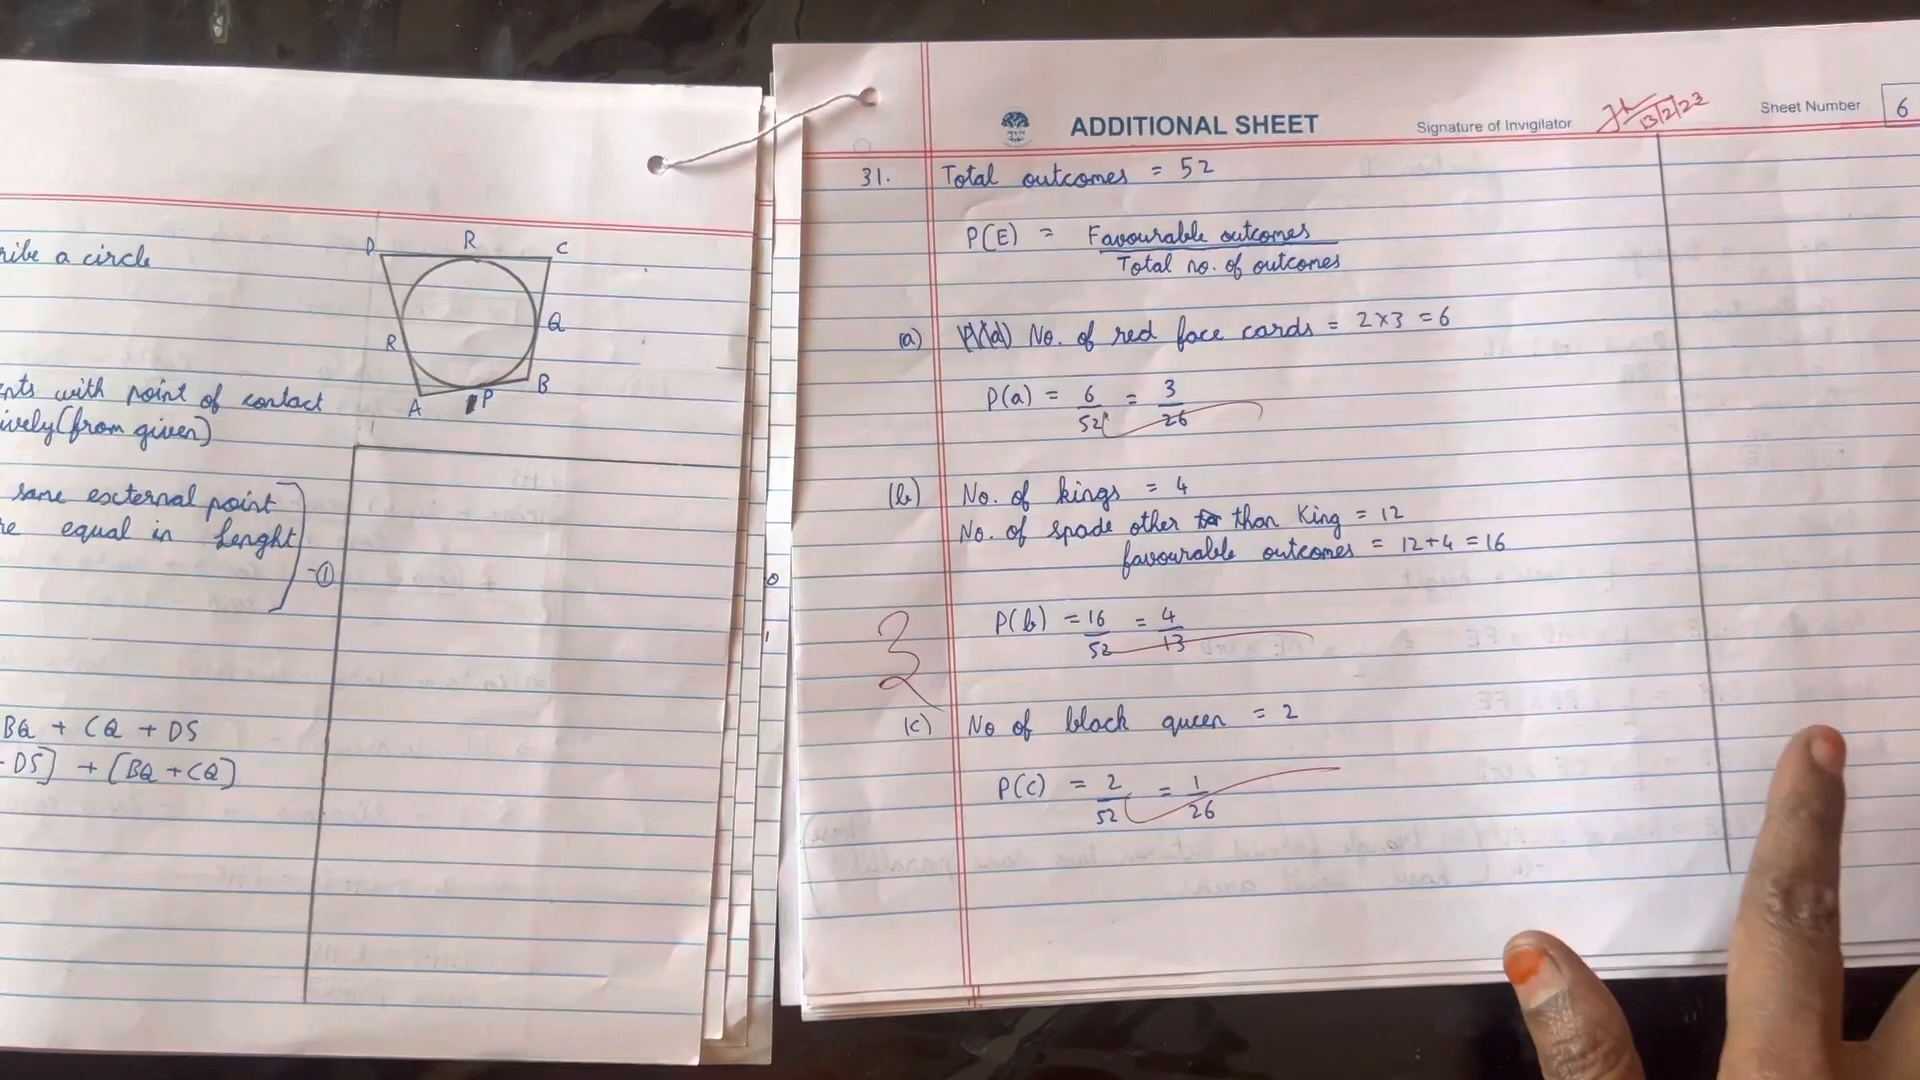 ribe a circle
D R C
Q
R
B
A P
nts with point of contact
ively (from given)
same excternal point
re equal in Lenght
-①
BQ + CQ + DS
- DS] + [BQ + CQ]
ADDITIONAL SHEET
Signature of Invigilator
13/2/23
Sheet Number 6
31. Total outcomes = 52
P(E) = Favourable outcomes
Total no. of outcomes
(a) No. of red face cards = 2×3 = 6
P(a) = 6/52 = 3/26
(b) No. of kings = 4
No. of spade other than King = 12
favourable outcomes = 12+4 = 16
P(b) = 16/52 = 4/13
3
(c) No of black queen = 2
P(c) = 2/52 = 1/26